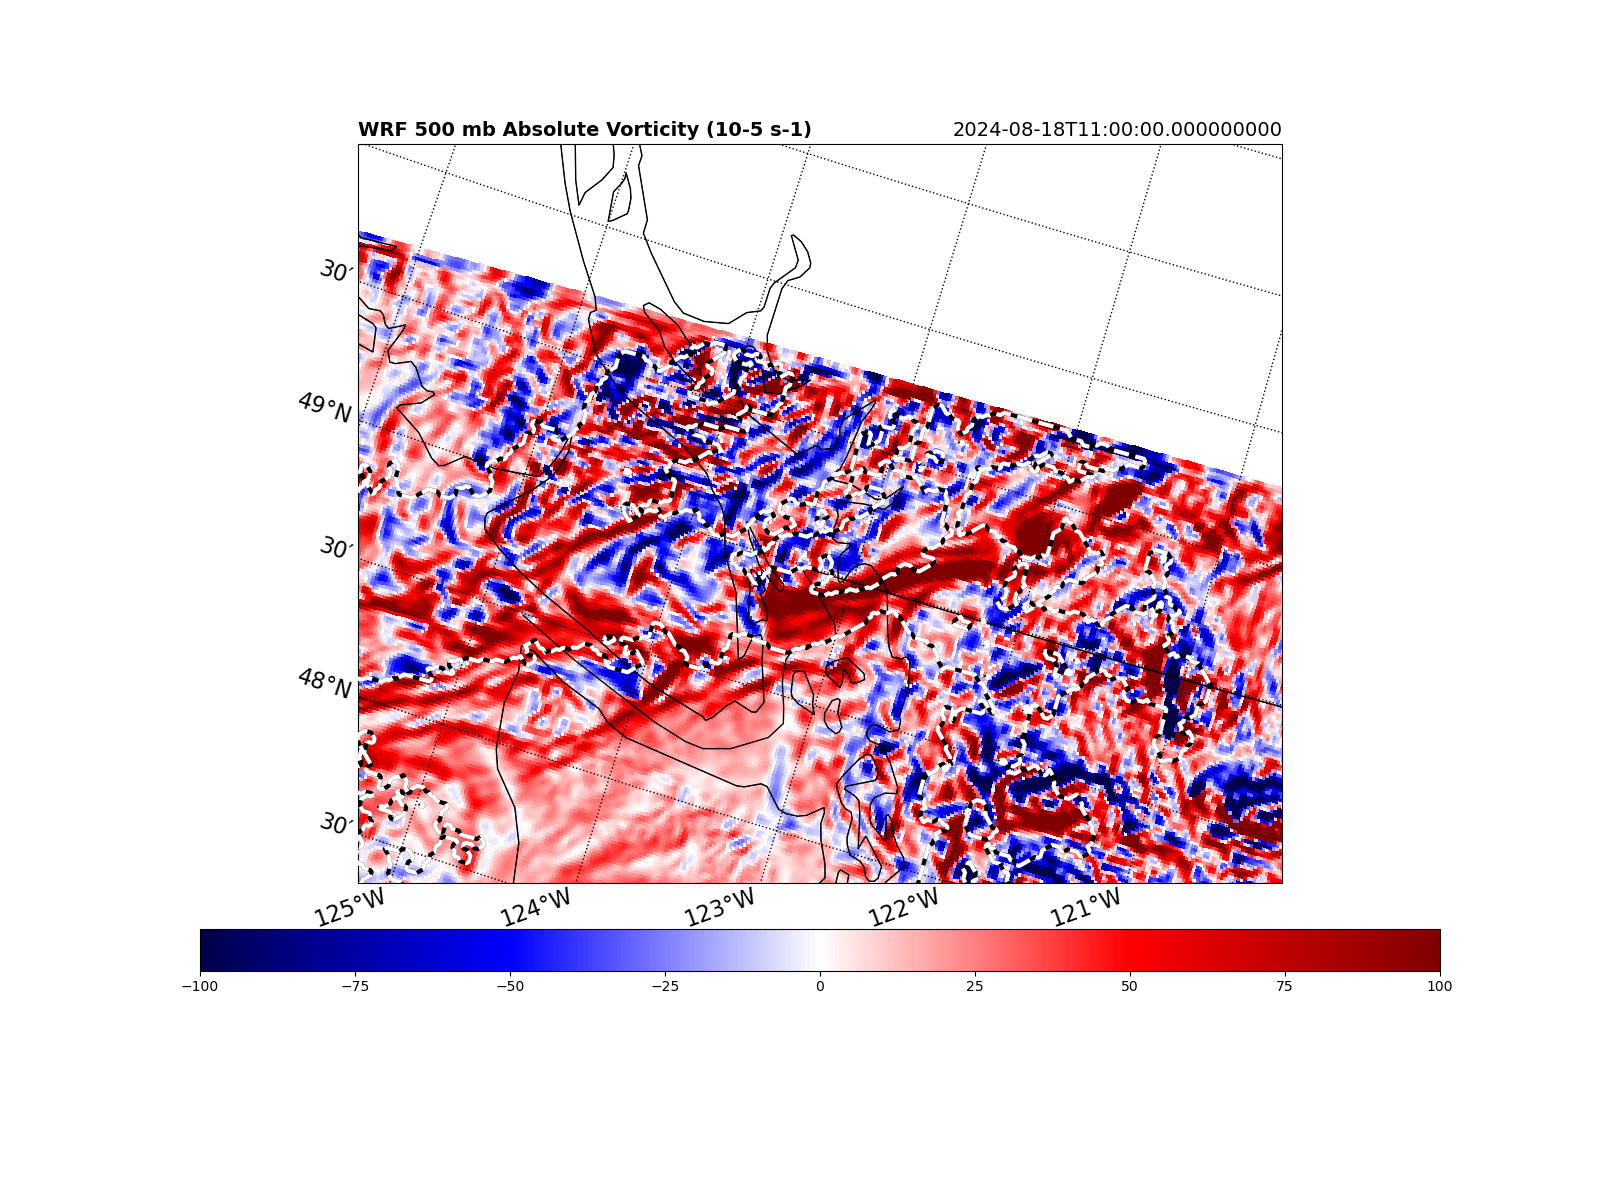 WRF 500 mb Absolute Vorticity (10-5 s-1)
2024-08-18T11:00:00.000000000
30′
49°N
30′
48°N
30′
125°W
124°W
123°W
122°W
121°W
−100
−75
−50
−25
0
25
50
75
100